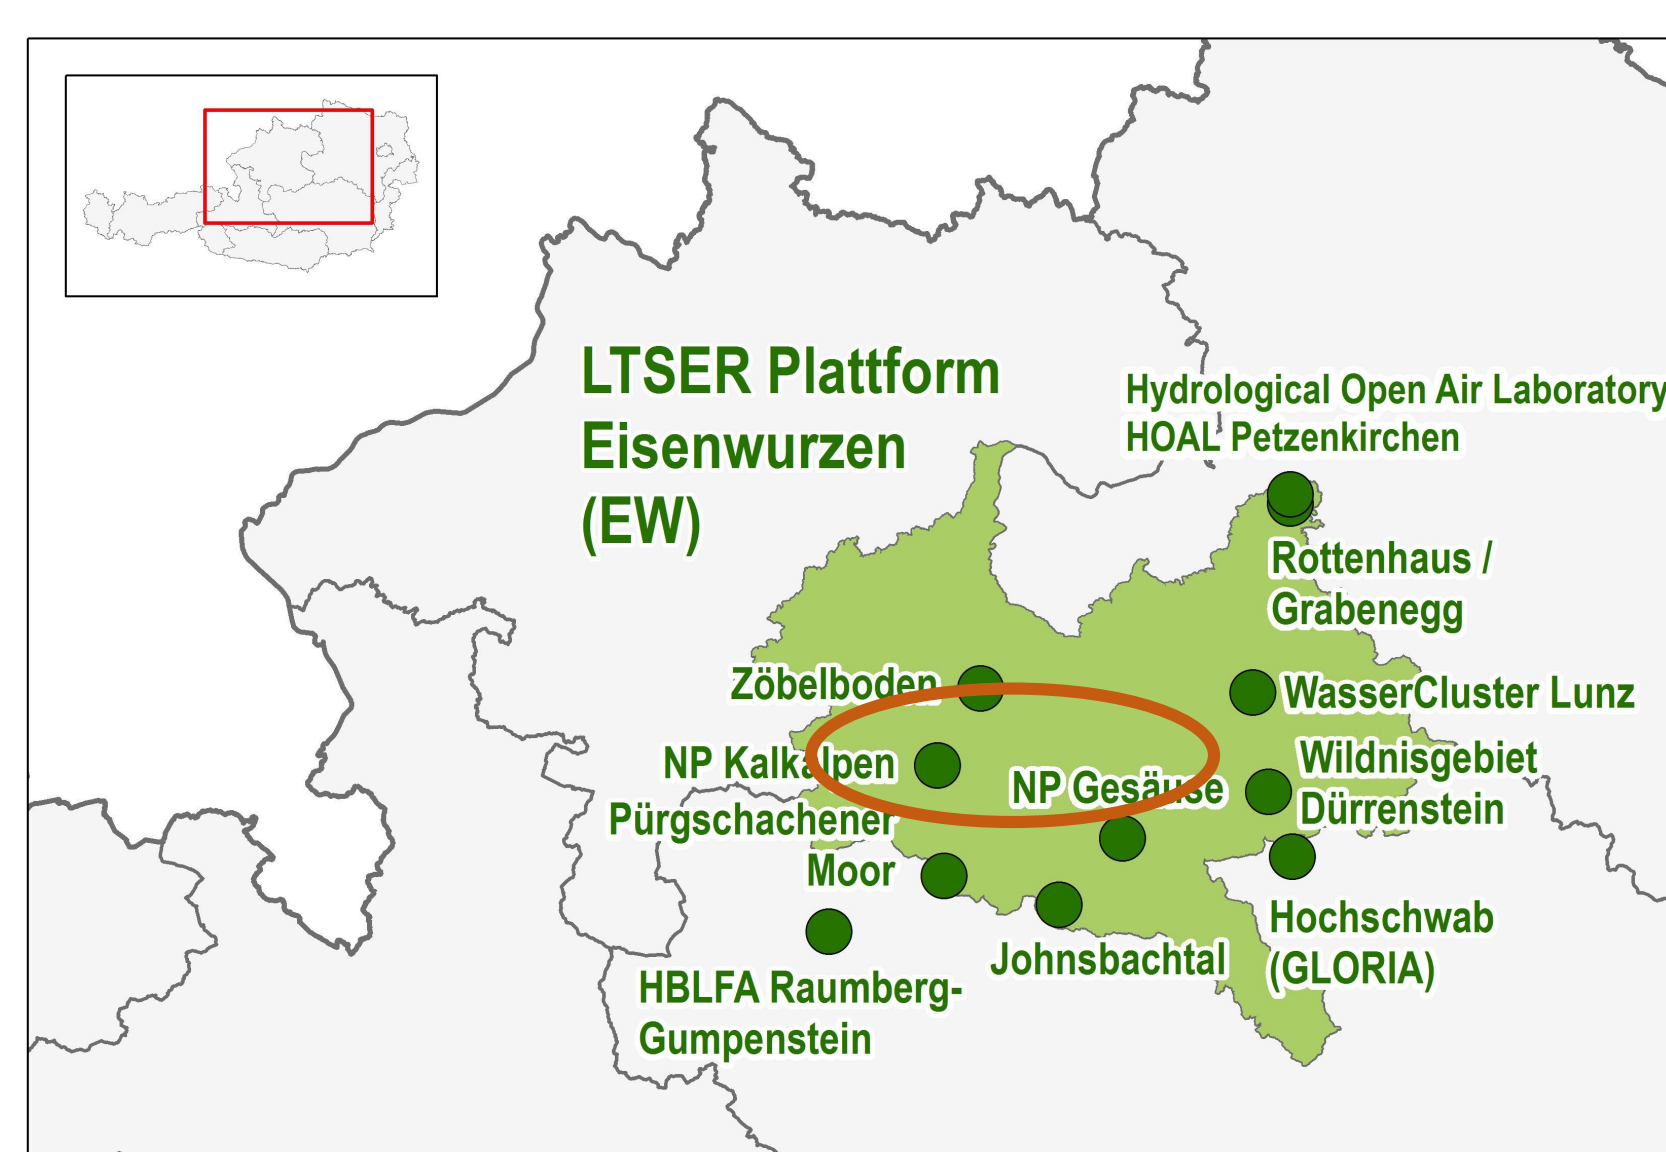 LTSER Plattform
Eisenwurzen
(EW)
Hydrological Open Air Laboratory
HOAL Petzenkirchen
Rottenhaus /
Grabenegg
Zöbelboden
WasserCluster Lunz
NP Kalkalpen
NP Gesäuse
Wildnisgebiet
Dürrenstein
Pürgschachener
Moor
Hochschwab
(GLORIA)
Johnsbachtal
HBLFA Raumberg-
Gumpenstein